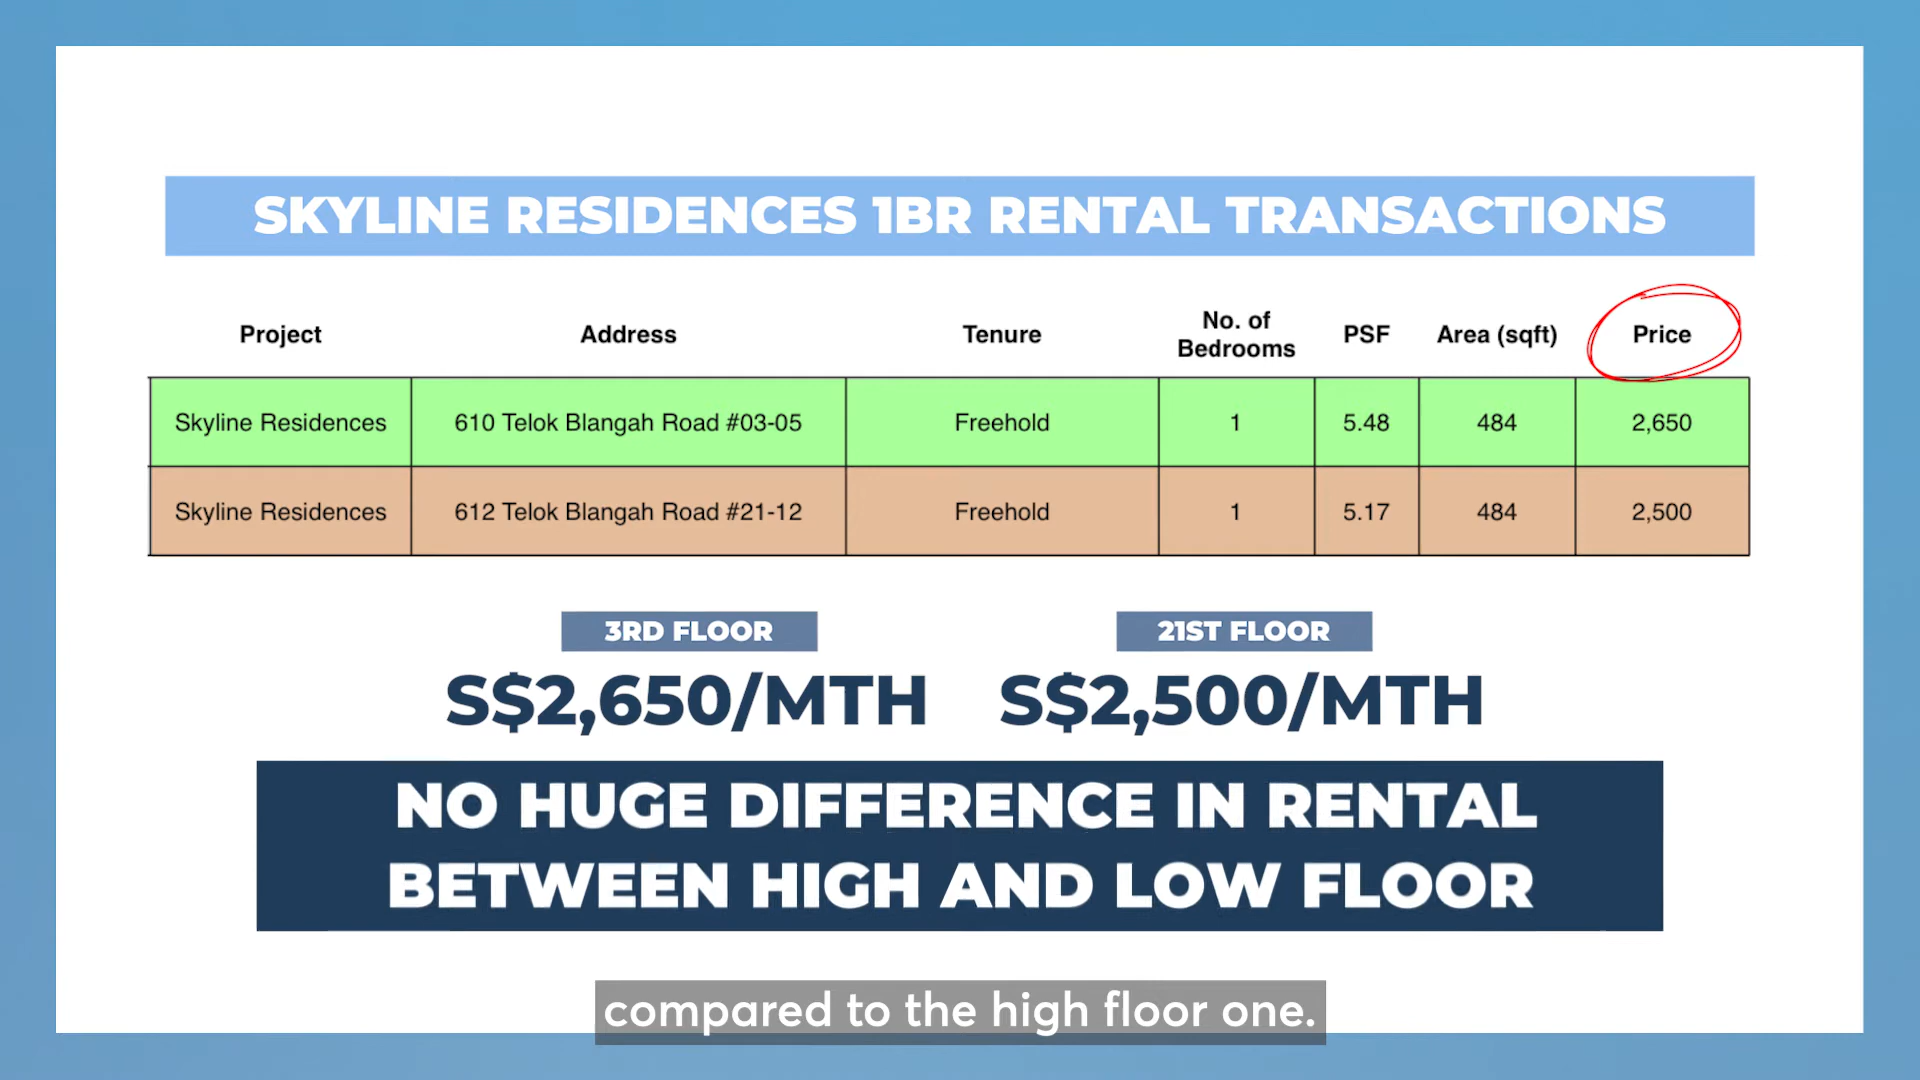 SKYLINE RESIDENCES 1BR RENTAL TRANSACTIONS
Project Address Tenure No. of Bedrooms PSF Area (sqft) Price
Skyline Residences 610 Telok Blangah Road #03-05 Freehold 1 5.48 484 2,650
Skyline Residences 612 Telok Blangah Road #21-12 Freehold 1 5.17 484 2,500
3RD FLOOR 21ST FLOOR
S$2,650/MTH S$2,500/MTH
NO HUGE DIFFERENCE IN RENTAL
BETWEEN HIGH AND LOW FLOOR
compared to the high floor one.